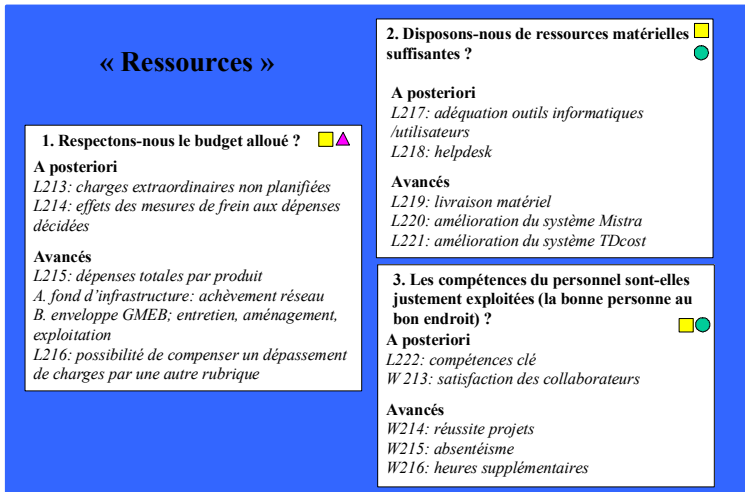 « Ressources »
1. Respectons-nous le budget alloué ?
A posteriori
L213: charges extraordinaires non planifiées
L214: effets des mesures de frein aux dépenses
décidées
Avancés
L215: dépenses totales par produit
A. fond d'infrastructure: achèvement réseau
B. enveloppe GMEB; entretien, aménagement,
exploitation
L216: possibilité de compenser un dépassement
de charges par une autre rubrique
2. Disposons-nous de ressources matérielles
suffisantes ?
A posteriori
L217: adéquation outils informatiques
/utilisateurs
L218: helpdesk
Avancés
L219: livraison matériel
L220: amélioration du système Mistra
L221: amélioration du système TDcost
3. Les compétences du personnel sont-elles
justement exploitées (la bonne personne au
bon endroit) ?
A posteriori
L222: compétences clé
W 213: satisfaction des collaborateurs
Avancés
W214: réussite projets
W215: absentéisme
W216: heures supplémentaires